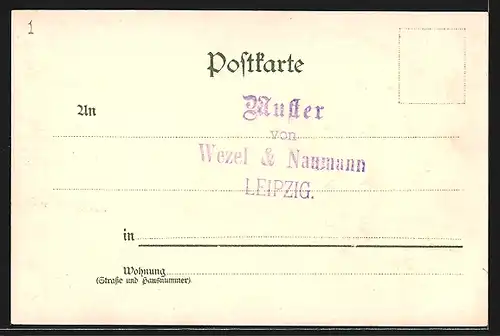 1
Postkarte
An
Muster
von
Wezel & Naumann
LEIPZIG.
in
Wohnung
(Straße und Hausnummer)